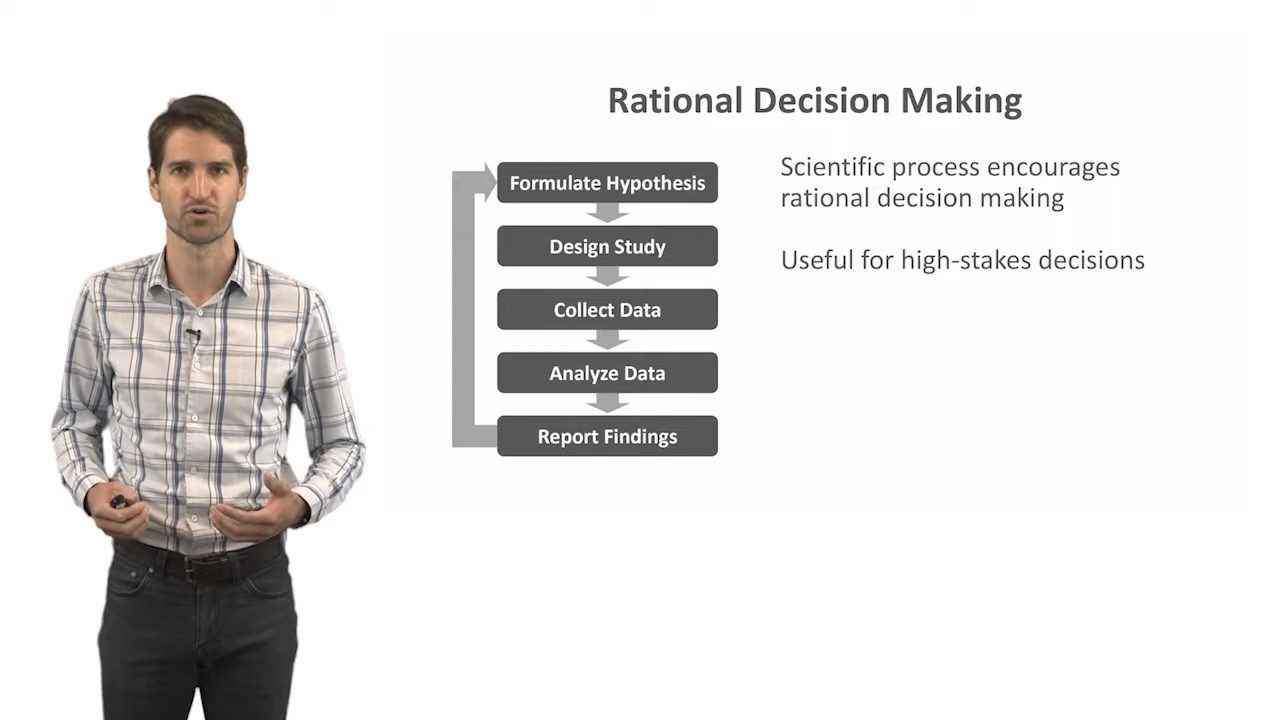 Rational Decision Making
Formulate Hypothesis
Design Study
Collect Data
Analyze Data
Report Findings
Scientific process encourages
rational decision making
Useful for high-stakes decisions